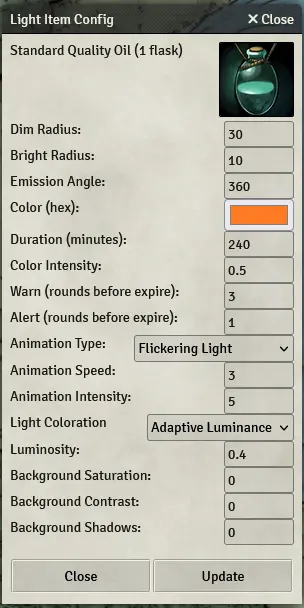 Light Item Config ✕ Close
Standard Quality Oil (1 flask)
Dim Radius: 30
Bright Radius: 10
Emission Angle: 360
Color (hex):
Duration (minutes): 240
Color Intensity: 0.5
Warn (rounds before expire): 3
Alert (rounds before expire): 1
Animation Type: Flickering Light
Animation Speed: 3
Animation Intensity: 5
Light Coloration Adaptive Luminance
Luminosity: 0.4
Background Saturation: 0
Background Contrast: 0
Background Shadows: 0
Close Update